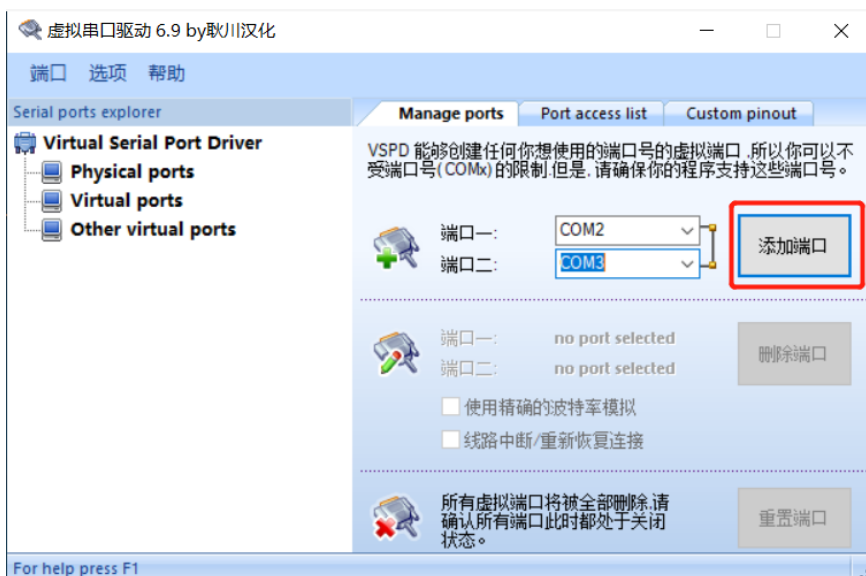 虚拟串口驱动 6.9 by耿川汉化
端口 选项 帮助
Serial ports explorer
Virtual Serial Port Driver
Physical ports
Virtual ports
Other virtual ports
Manage ports Port access list Custom pinout
VSPD 能够创建任何你想使用的端口号的虚拟端口 ,所以你可以不
受端口号(COMx)的限制.但是, 请确保你的程序支持这些端口号。
端口一: COM2
端口二: COM3
添加端口
端口一: no port selected
端口二: no port selected
删除端口
使用精确的波特率模拟
线路中断/重新恢复连接
所有虚拟端口将被全部删除,请
确认所有端口此时都处于关闭
状态。
重置端口
For help press F1